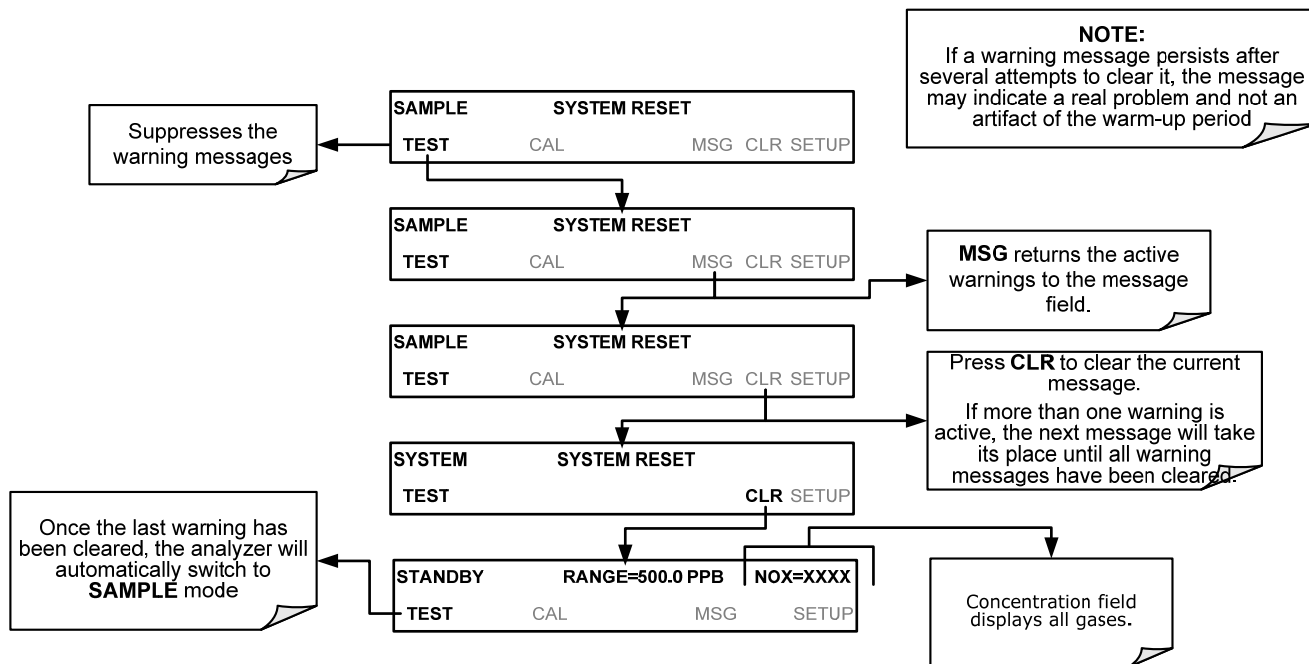 NOTE:
If a warning message persists after
several attempts to clear it, the message
may indicate a real problem and not an
artifact of the warm-up period
Suppresses the
warning messages
SAMPLE SYSTEM RESET
TEST CAL MSG CLR SETUP
SAMPLE SYSTEM RESET
TEST CAL MSG CLR SETUP
MSG returns the active
warnings to the message
field.
SAMPLE SYSTEM RESET
TEST CAL MSG CLR SETUP
Press CLR to clear the current
message.
If more than one warning is
active, the next message will take
its place until all warning
messages have been cleared.
SYSTEM SYSTEM RESET
TEST CLR SETUP
Once the last warning has
been cleared, the analyzer will
automatically switch to
SAMPLE mode
STANDBY RANGE=500.0 PPB NOX=XXXX
TEST CAL MSG SETUP
Concentration field
displays all gases.